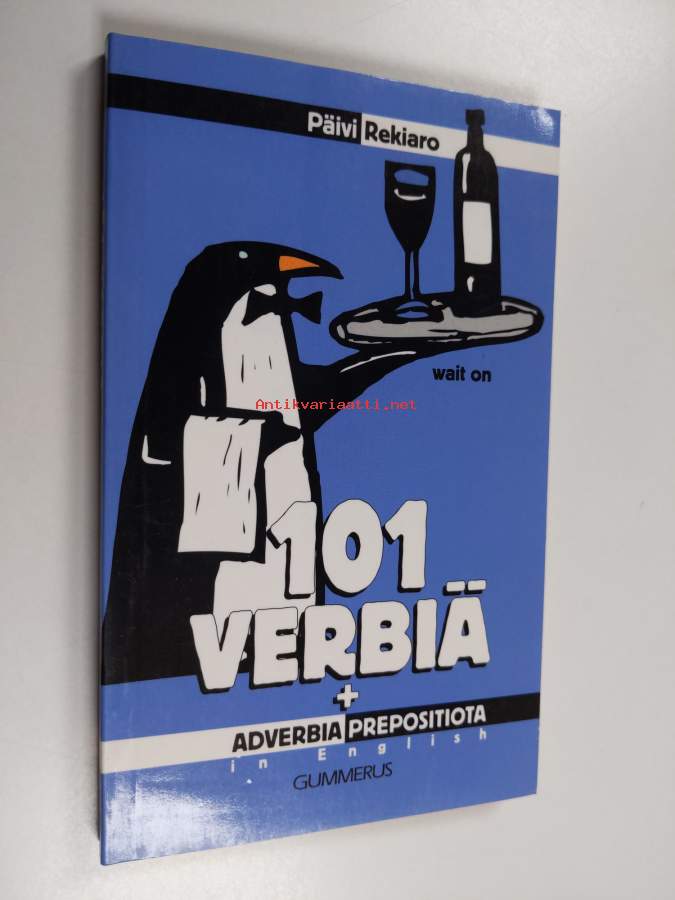 Päivi Rekiaro
wait on
Antikvariaatti.net
101
VERBIÄ
+
ADVERBIA PREPOSITIOTA
in English
GUMMERUS